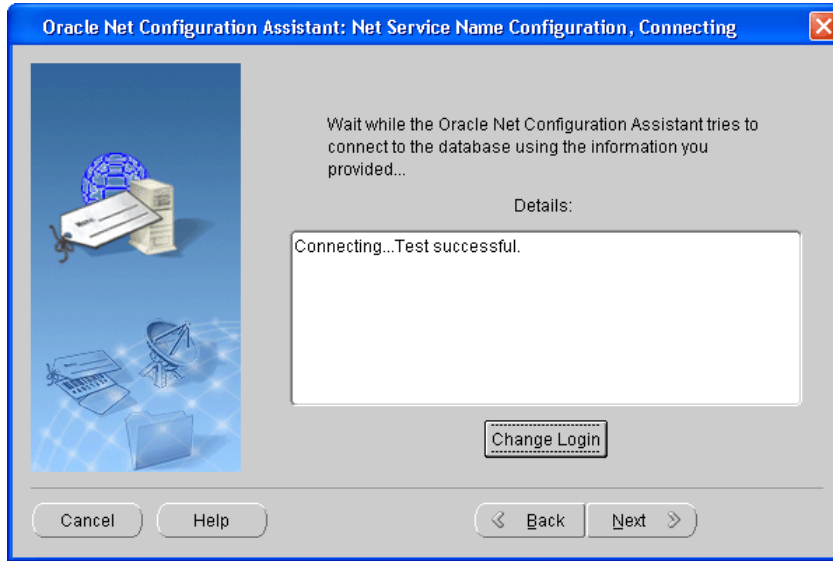 Oracle Net Configuration Assistant: Net Service Name Configuration, Connecting
Wait while the Oracle Net Configuration Assistant tries to
connect to the database using the information you
provided...
Details:
Connecting...Test successful.
Change Login
Cancel
Help
Back
Next